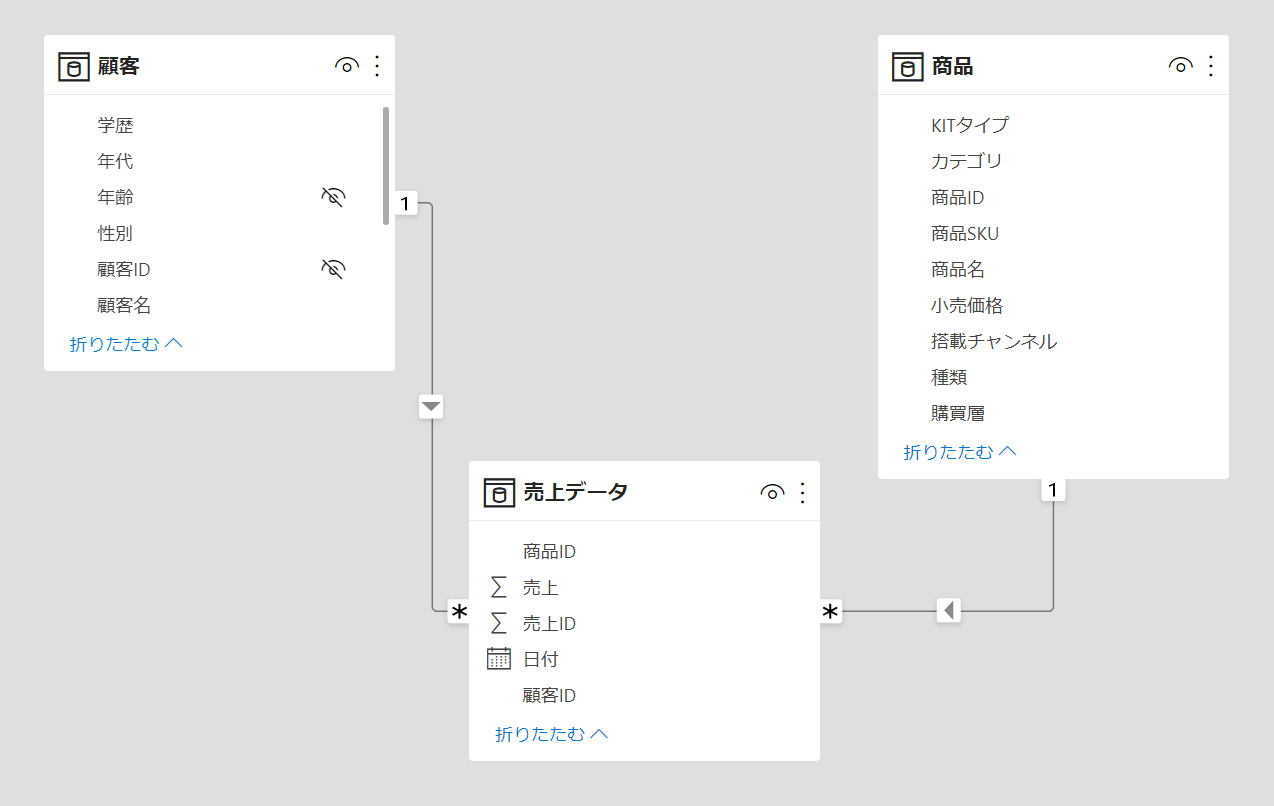 顧客
学歴
年代
年齢
性別
顧客ID
顧客名
折りたたむ
1
商品
KITタイプ
カテゴリ
商品ID
商品SKU
商品名
小売価格
搭載チャンネル
種類
購買層
折りたたむ
1
売上データ
商品ID
∑ 売上
∑ 売上ID
日付
顧客ID
折りたたむ
*
*